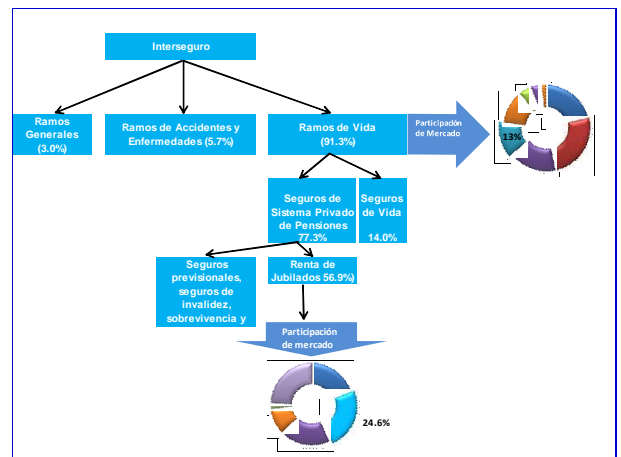 Interseguro
Ramos
Generales
(3.0%)
Ramos de Accidentes y
Enfermedades (5.7%)
Ramos de Vida
(91.3%)
Participación
de Mercado
13%
Seguros de
Sistema Privado
de Pensiones
77.3%
Seguros
de Vida
14.0%
Seguros
previsionales,
seguros de
invalidez,
sobrevivencia y
Renta de
Jubilados 56.9%)
Participación
de mercado
24.6%